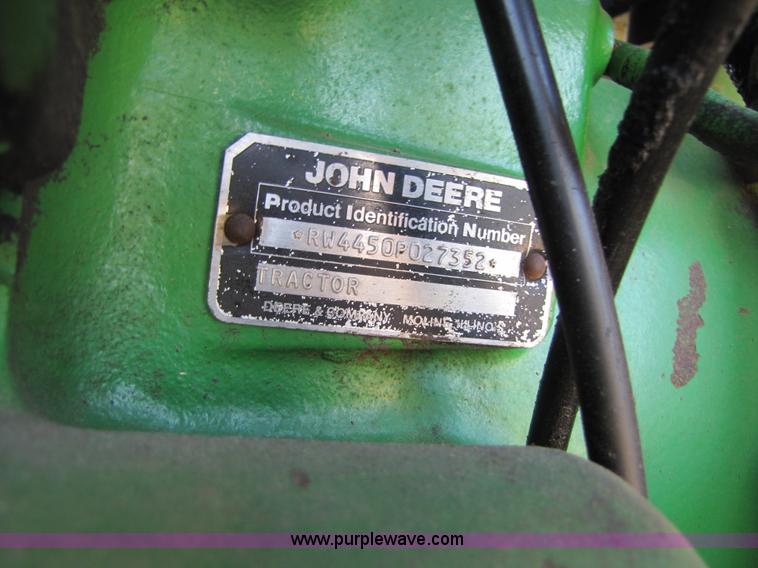 JOHN DEERE
Product Identification Number
*RW4450P027352*
TRACTOR
DEERE & COMPANY MOLINE ILLINOIS
www.purplewave.com